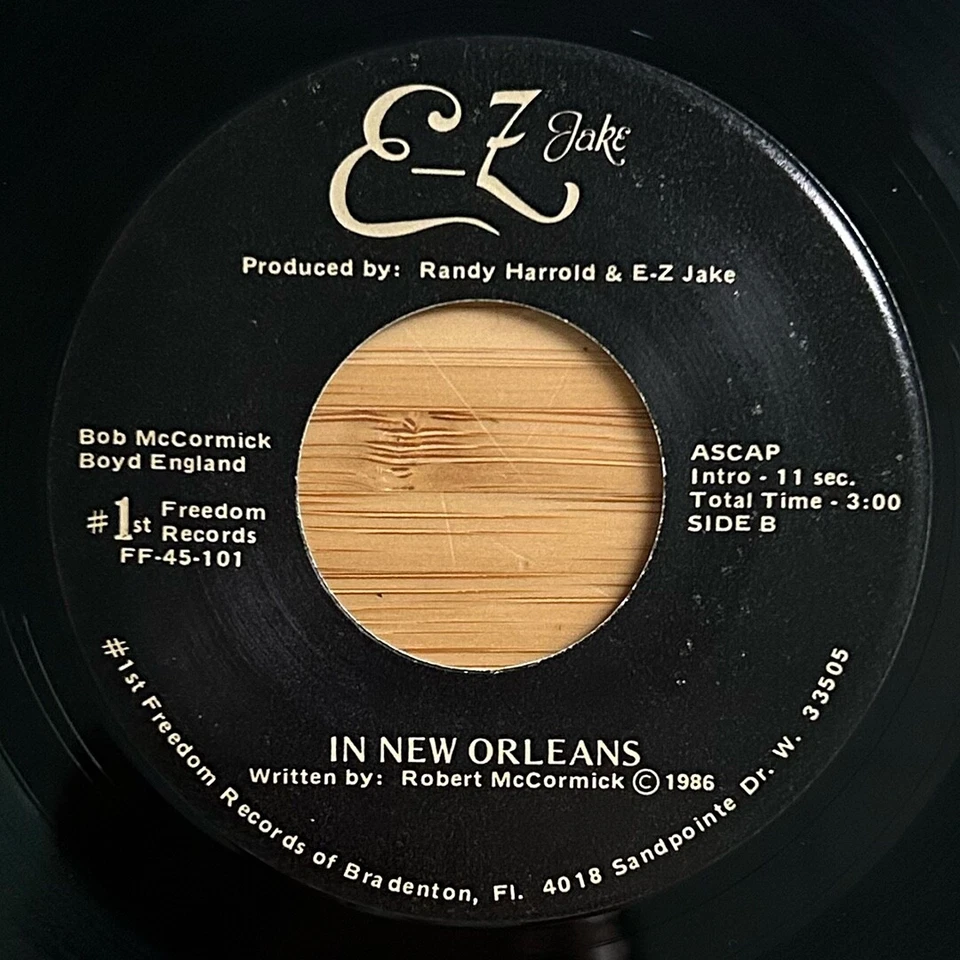 E-Z Jake
Produced by: Randy Harrold & E-Z Jake
Bob McCormick
Boyd England
#1st Freedom
Records
FF-45-101
ASCAP
Intro - 11 sec.
Total Time - 3:00
SIDE B
IN NEW ORLEANS
Written by: Robert McCormick © 1986
#1st Freedom Records of Bradenton, Fl. 4018 Sandpointe Dr. W. 33505